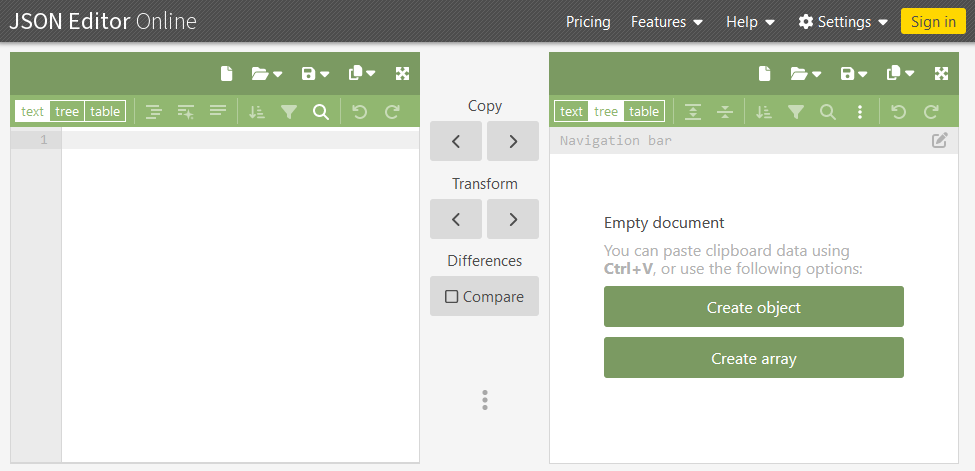 JSON Editor Online
Pricing Features Help Settings Sign in
text tree table
1
Copy
Transform
Differences
Compare
text tree table
Navigation bar
Empty document
You can paste clipboard data using
Ctrl+V, or use the following options:
Create object
Create array